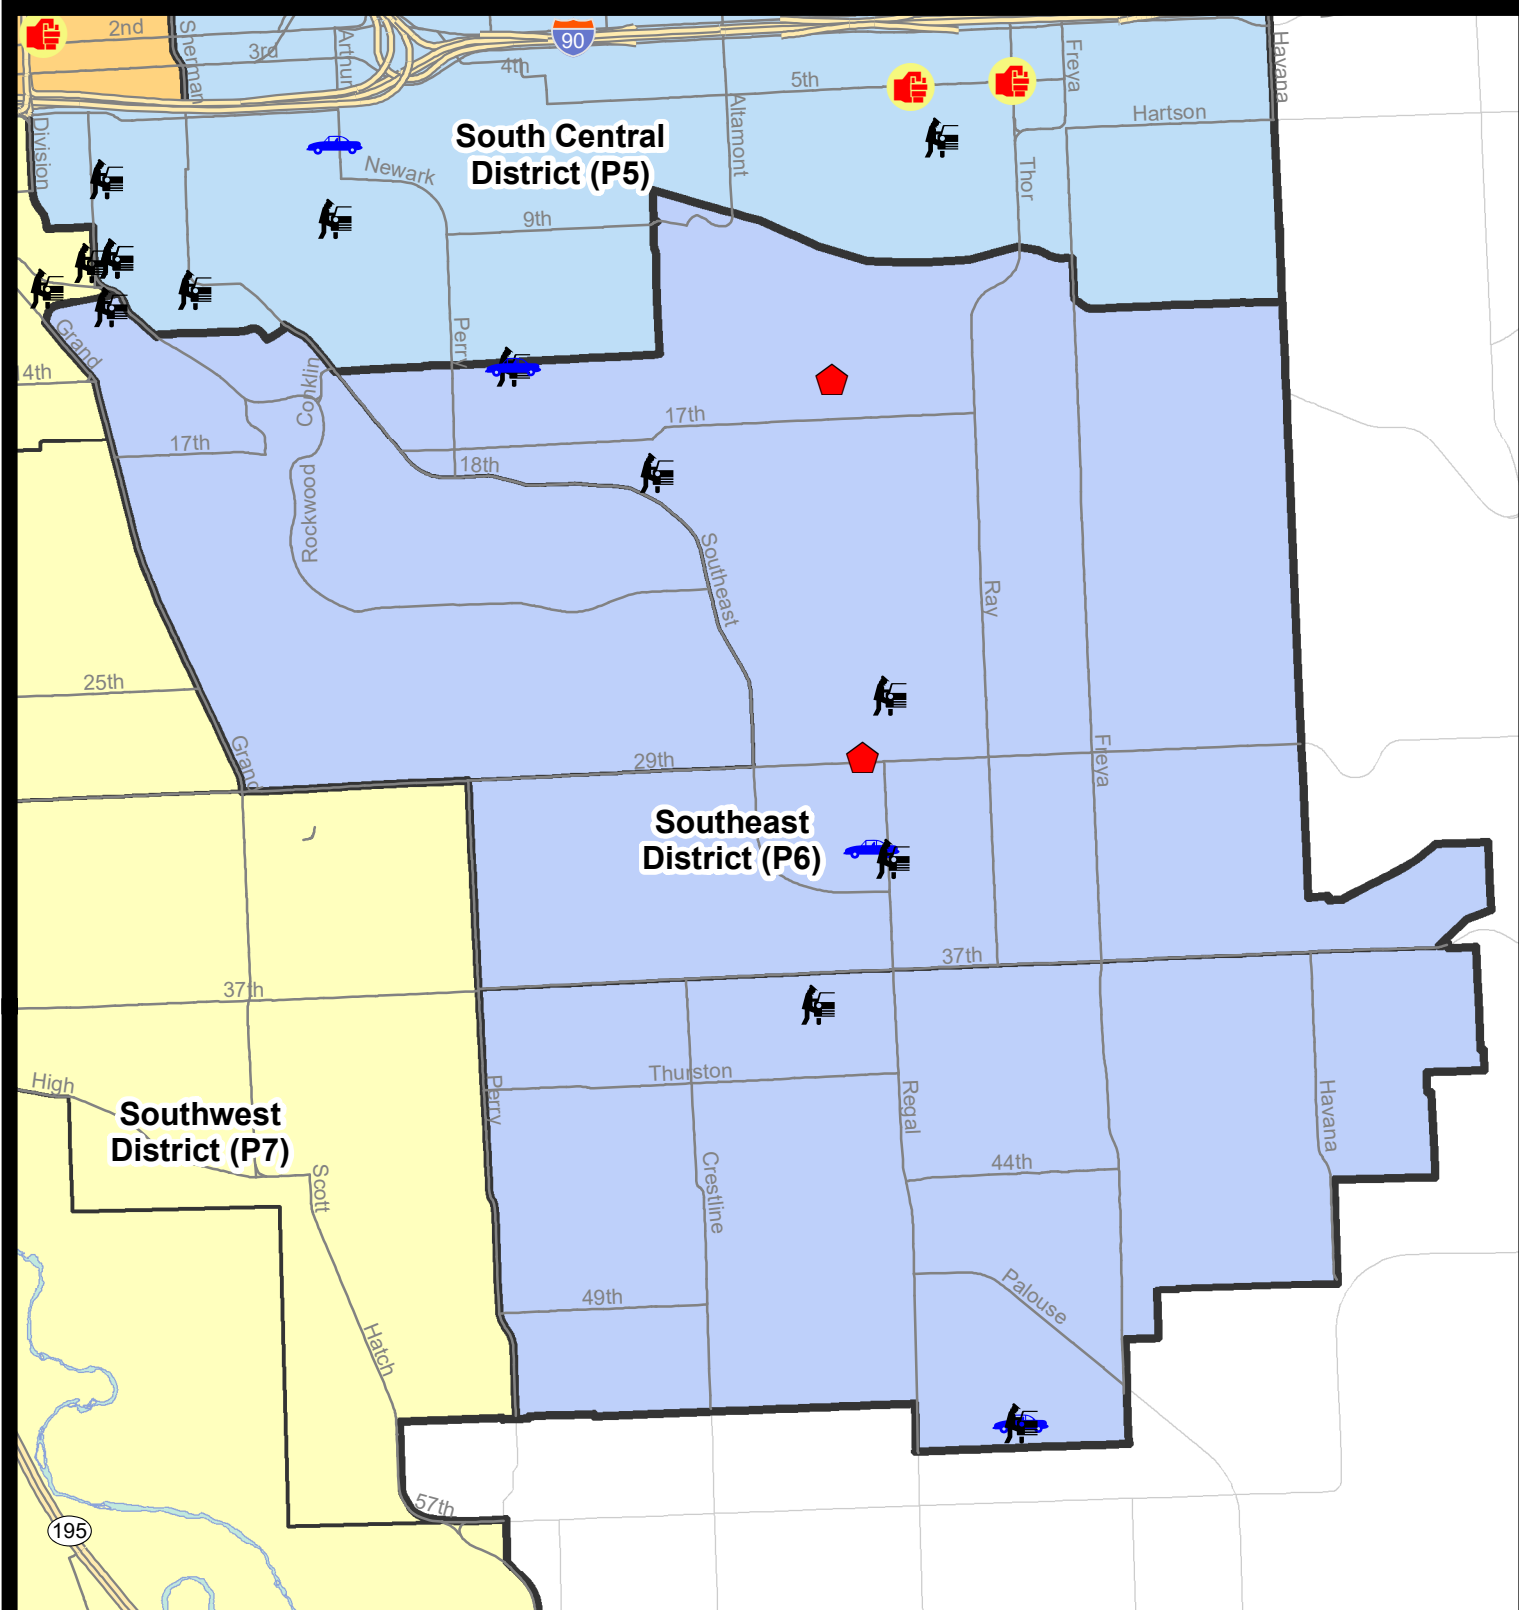 2nd
Sherman
3rd
Arthur
90
4th
5th
Freya
Havana
Hartson
Division
Altamont
South Central
District (P5)
Newark
Thor
9th
Grand
Perry
14th
Conklin
17th
17th
18th
Rockwood
Southeast
Ray
25th
Grand
29th
Freya
Southeast
District (P6)
37th
37th
High
Thurston
Perry
Regal
Havana
Southwest
District (P7)
Scott
Crestline
44th
49th
Palouse
Hatch
57th
195